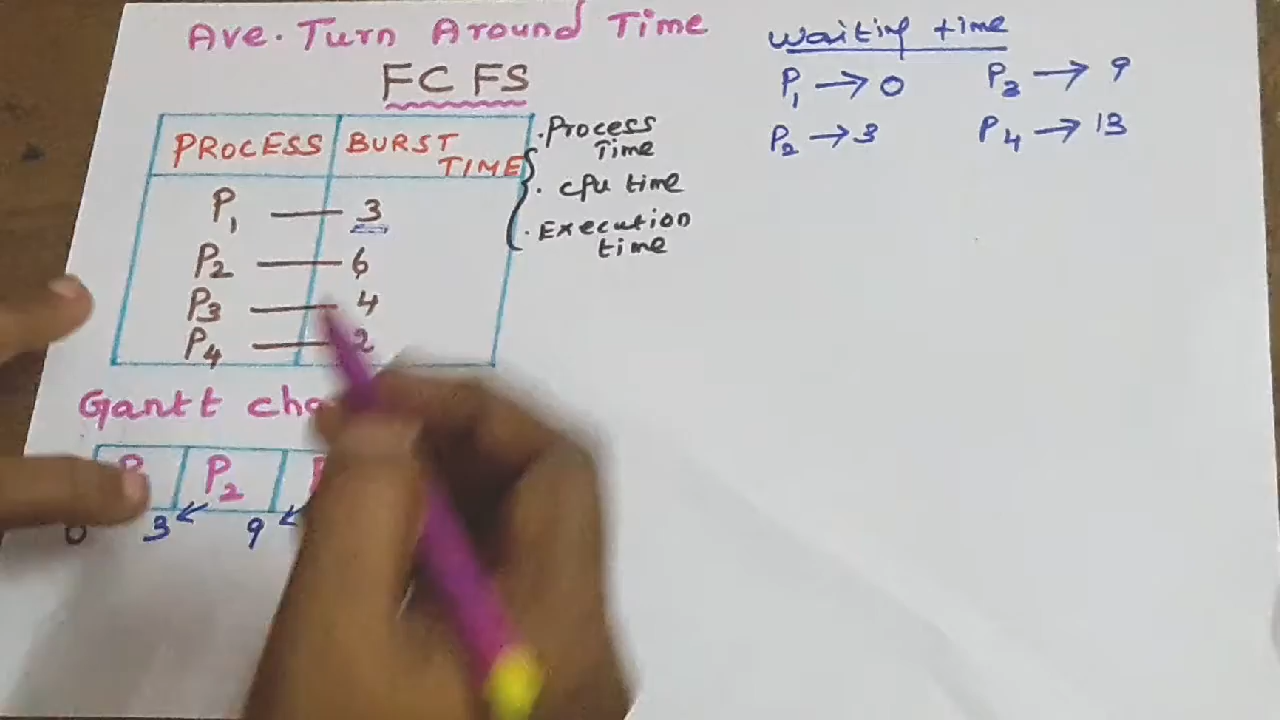 Ave. Turn Around Time
FCFS
PROCESS BURST TIME
P1 — 3
P2 — 6
P3 — 4
P4 — 2
. Process Time
. cpu time
. Execution time
Gantt
P2
0 3 9
Waiting time
P1 → 0
P2 → 3
P3 → 9
P4 → 13